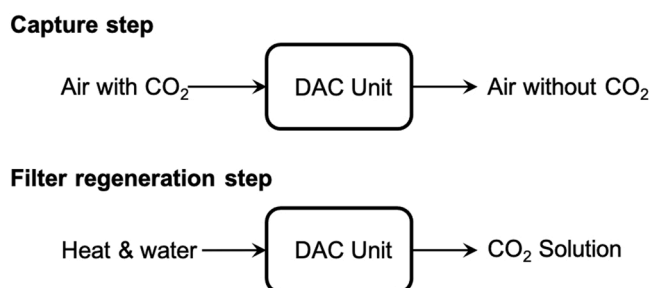 Capture step
Air with CO₂ DAC Unit Air without CO₂
Filter regeneration step
Heat & water DAC Unit CO₂ Solution